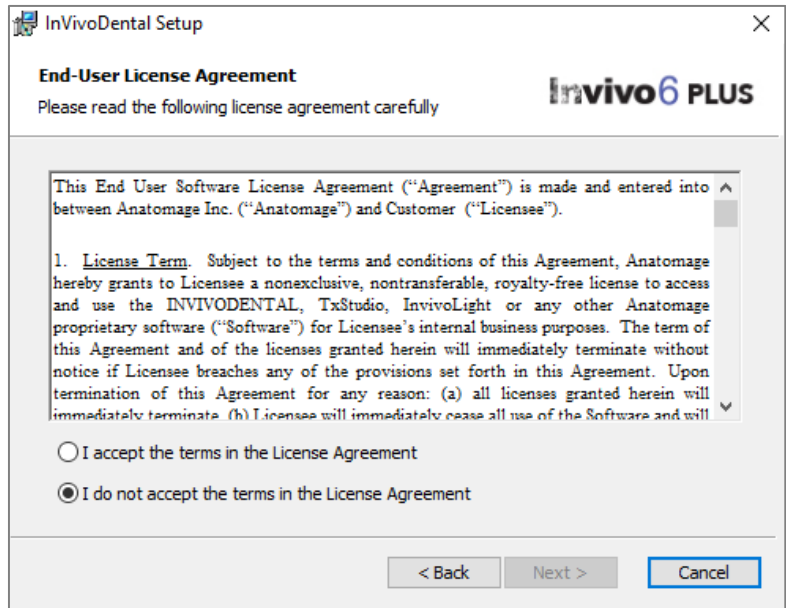 InVivoDental Setup
End-User License Agreement
Please read the following license agreement carefully
Invivo6 PLUS
This End User Software License Agreement (“Agreement”) is made and entered into
between Anatomage Inc. (“Anatomage”) and Customer (“Licensee”).
1. License Term. Subject to the terms and conditions of this Agreement, Anatomage
hereby grants to Licensee a nonexclusive, nontransferable, royalty-free license to access
and use the INVIVODENTAL, TxStudio, InvivoLight or any other Anatomage
proprietary software (“Software”) for Licensee’s internal business purposes. The term of
this Agreement and of the licenses granted herein will immediately terminate without
notice if Licensee breaches any of the provisions set forth in this Agreement. Upon
termination of this Agreement for any reason: (a) all licenses granted herein will
immediately terminate, (b) Licensee will immediately cease all use of the Software and will
I accept the terms in the License Agreement
I do not accept the terms in the License Agreement
< Back
Next >
Cancel